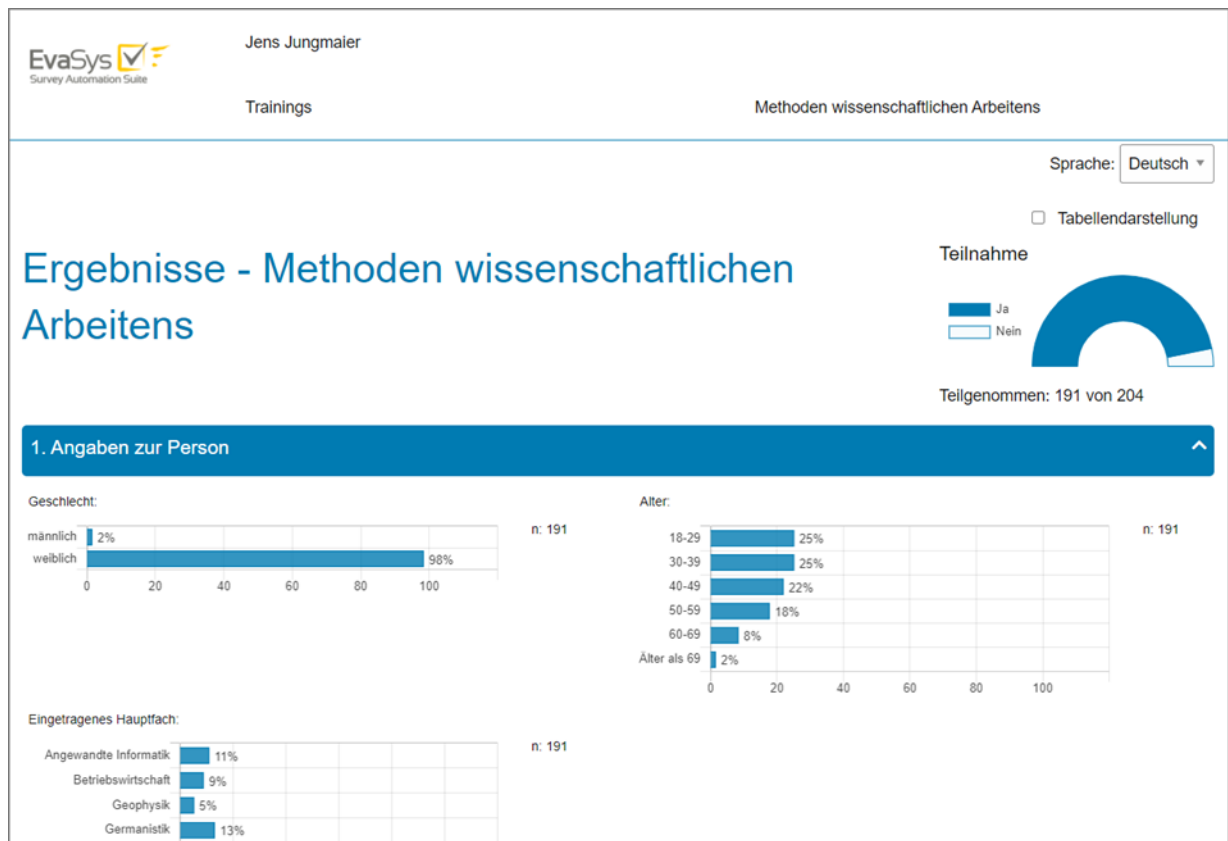 EvaSys
Survey Automation Suite
Jens Jungmaier
Trainings
Methoden wissenschaftlichen Arbeitens
Sprache: Deutsch
Tabellendarstellung
Ergebnisse - Methoden wissenschaftlichen
Arbeitens
Teilnahme
Ja
Nein
Teilgenommen: 191 von 204
1. Angaben zur Person
Geschlecht:
männlich 2%
weiblich 98%
0 20 40 60 80 100
n: 191
Alter:
18-29 25%
30-39 25%
40-49 22%
50-59 18%
60-69 8%
Älter als 69 2%
0 20 40 60 80 100
n: 191
Eingetragenes Hauptfach:
Angewandte Informatik 11%
Betriebswirtschaft 9%
Geophysik 5%
Germanistik 13%
n: 191